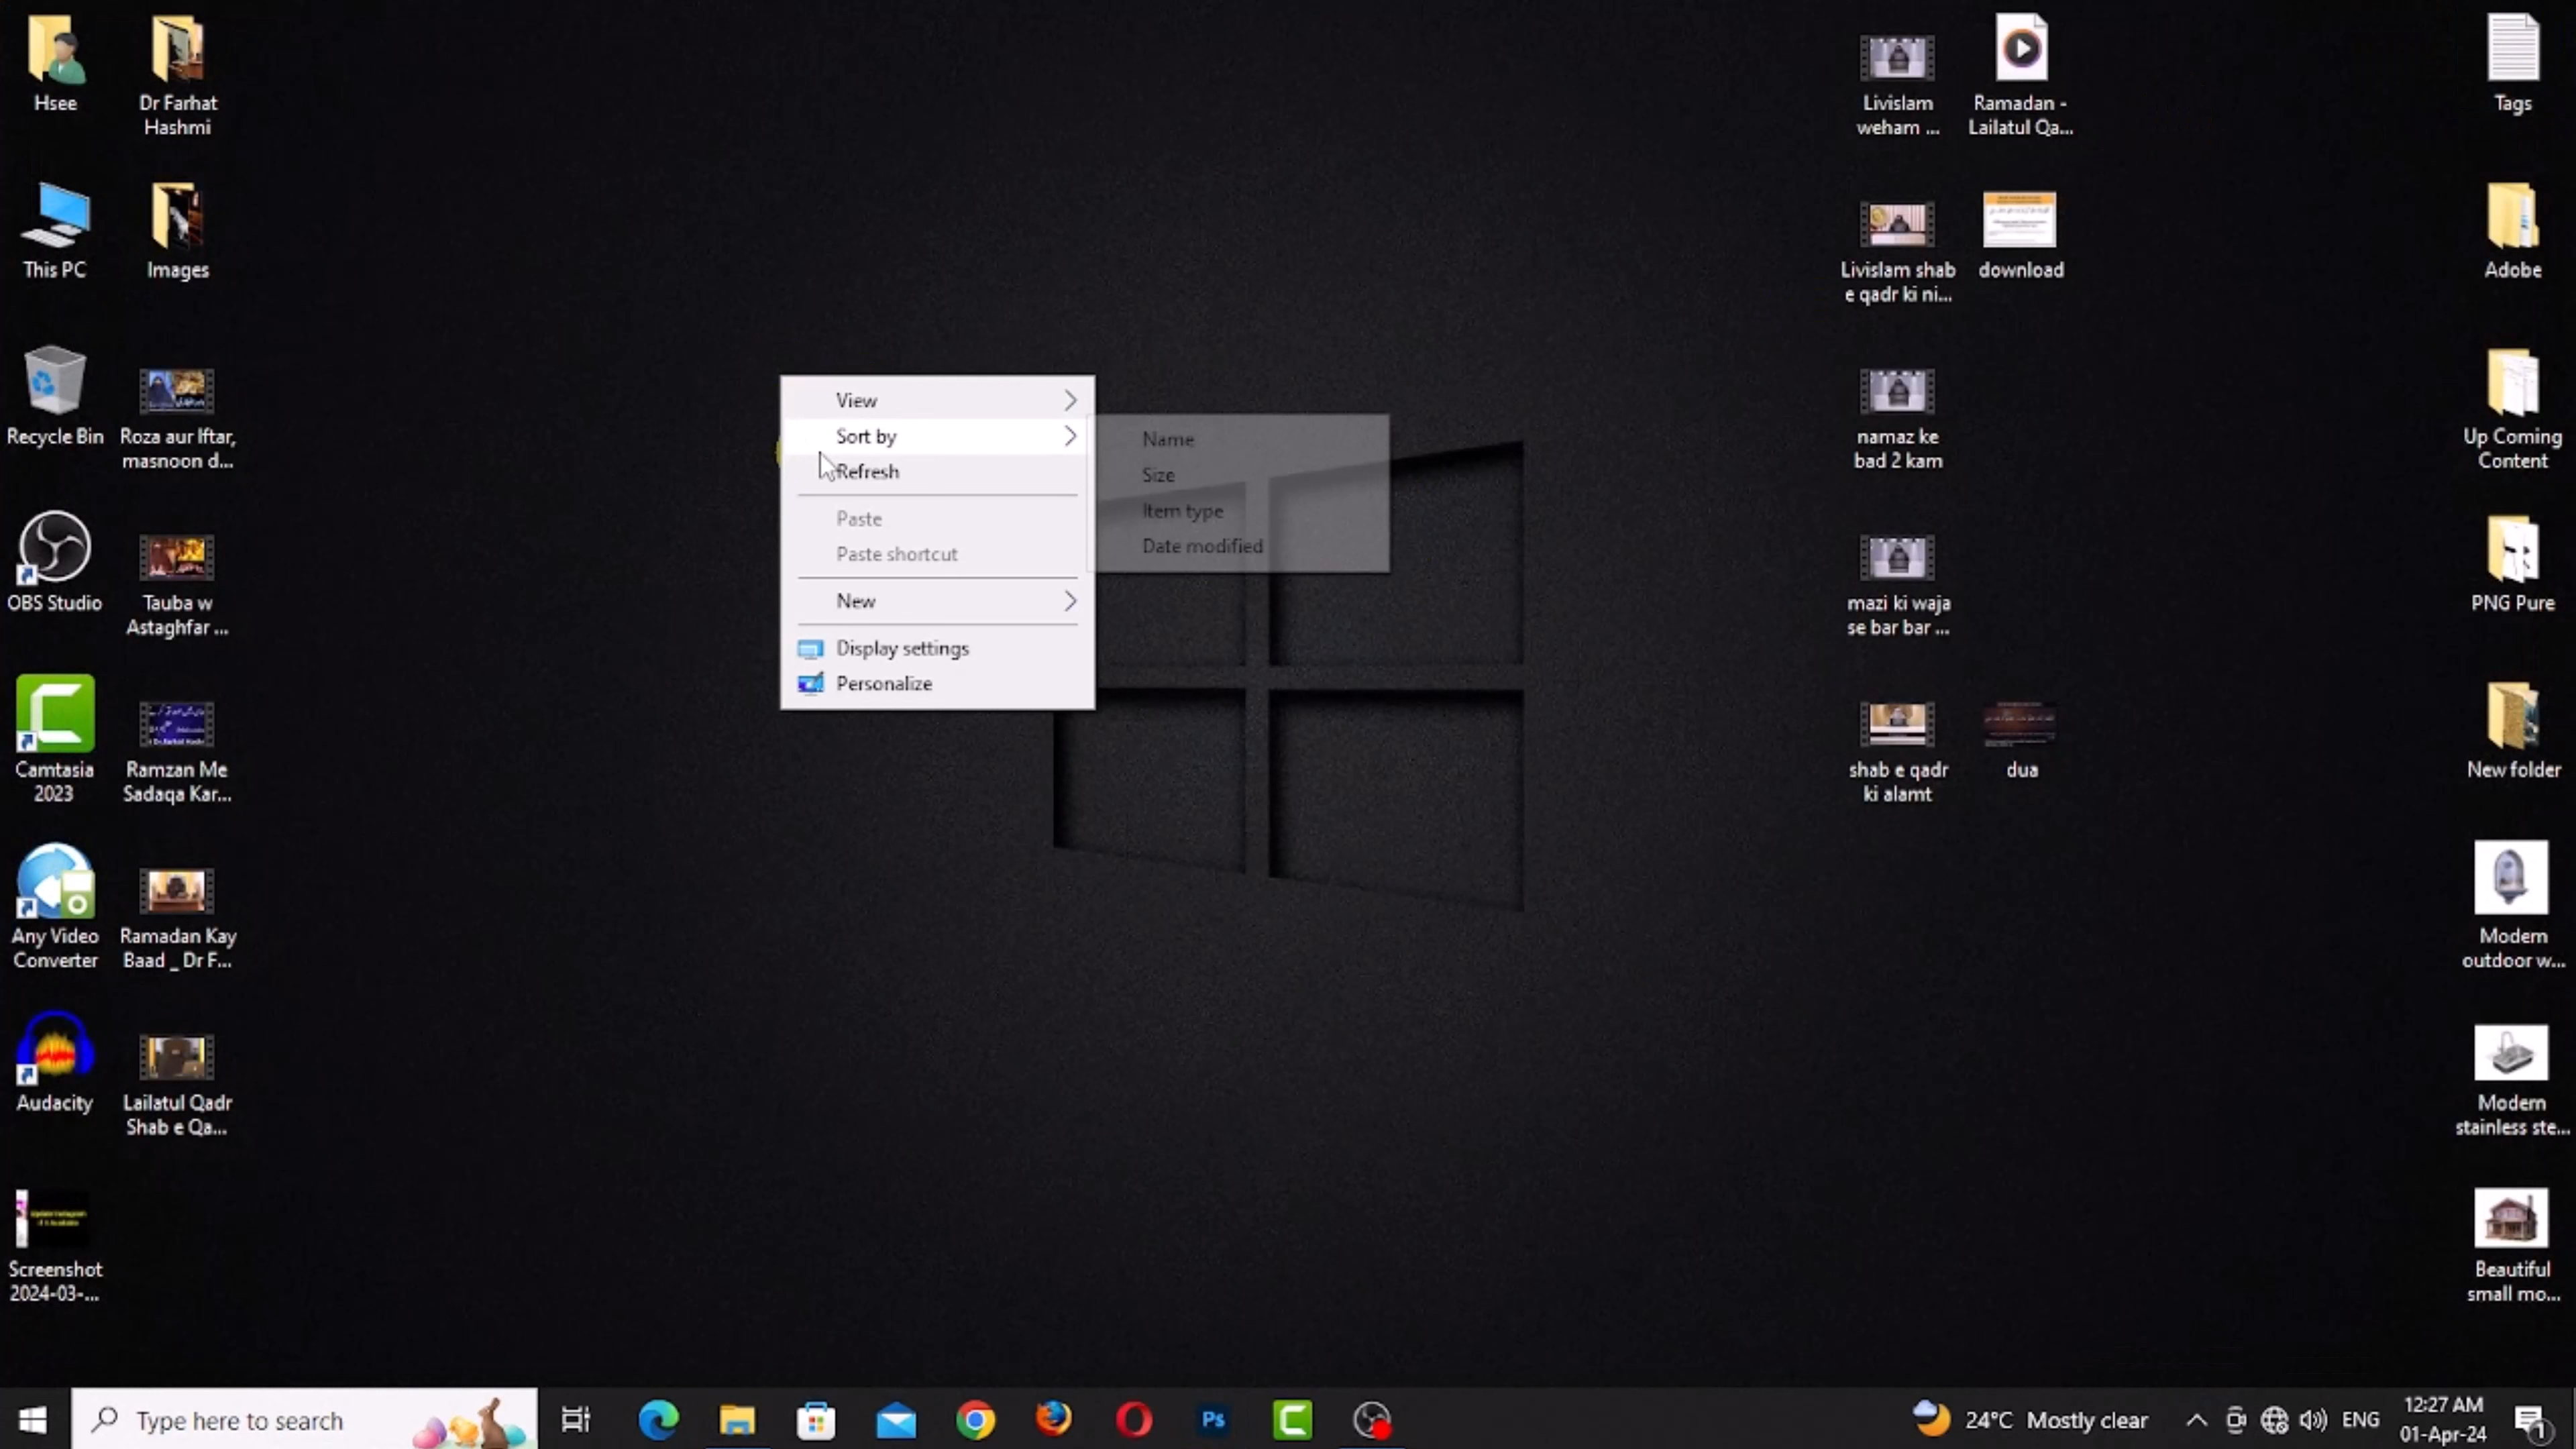 Hsee
Dr Farhat
Hashmi
This PC
Images
Recycle Bin
Roza aur Iftar,
masnoon d...
OBS Studio
Tauba w
Astaghfar ...
Camtasia
2023
Ramzan Me
Sadaqa Kar...
Any Video
Converter
Ramadan Kay
Baad _ Dr F...
Audacity
Lailatul Qadr
Shab e Qa...
Screenshot
2024-03-...
View
Sort by
Refresh
Paste
Paste shortcut
New
Display settings
Personalize
Name
Size
Item type
Date modified
Livislam
weham ...
Ramadan -
Lailatul Qa...
Livislam shab
e qadr ki ni...
download
namaz ke
bad 2 kam
mazi ki waja
se bar bar ...
shab e qadr
ki alamt
dua
Tags
Adobe
Up Coming
Content
PNG Pure
New folder
Modern
outdoor w...
Modern
stainless ste...
Beautiful
small mo...
Type here to search
Ps
24°C Mostly clear
ENG
12:27 AM
01-Apr-24
1